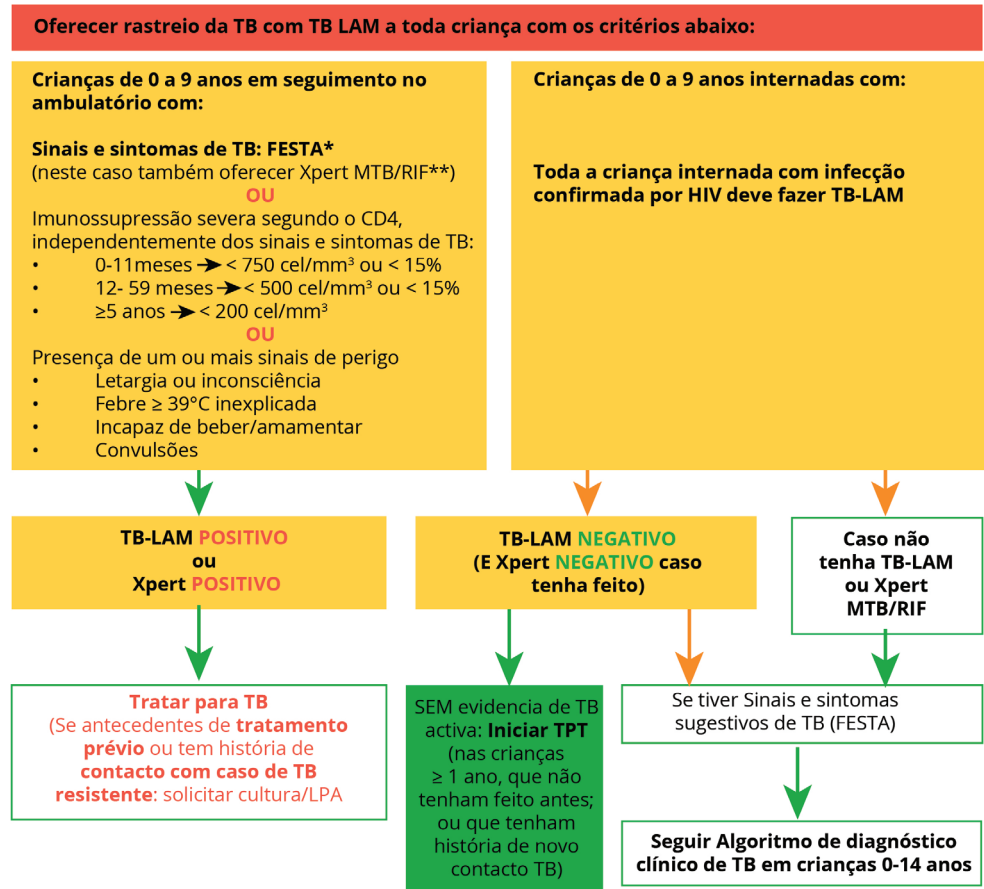 Oferecer rastreio da TB com TB LAM a toda criança com os critérios abaixo:
Crianças de 0 a 9 anos em seguimento no
ambulatório com:
Sinais e sintomas de TB: FESTA*
(neste caso também oferecer Xpert MTB/RIF**)
OU
Imunossupressão severa segundo o CD4,
independentemente dos sinais e sintomas de TB:
• 0-11meses → < 750 cel/mm³ ou < 15%
• 12- 59 meses → < 500 cel/mm³ ou < 15%
• ≥5 anos → < 200 cel/mm³
OU
Presença de um ou mais sinais de perigo
• Letargia ou inconsciência
• Febre ≥ 39°C inexplicada
• Incapaz de beber/amamentar
• Convulsões
Crianças de 0 a 9 anos internadas com:
Toda a criança internada com infecção
confirmada por HIV deve fazer TB-LAM
TB-LAM POSITIVO
ou
Xpert POSITIVO
TB-LAM NEGATIVO
(E Xpert NEGATIVO caso
tenha feito)
Caso não
tenha TB-LAM
ou Xpert
MTB/RIF
Tratar para TB
(Se antecedentes de tratamento
prévio ou tem história de
contacto com caso de TB
resistente: solicitar cultura/LPA
SEM evidencia de TB
activa: Iniciar TPT
(nas crianças
≥ 1 ano, que não
tenham feito antes;
ou que tenham
história de novo
contacto TB)
Se tiver Sinais e sintomas
sugestivos de TB (FESTA)
Seguir Algoritmo de diagnóstico
clínico de TB em crianças 0-14 anos